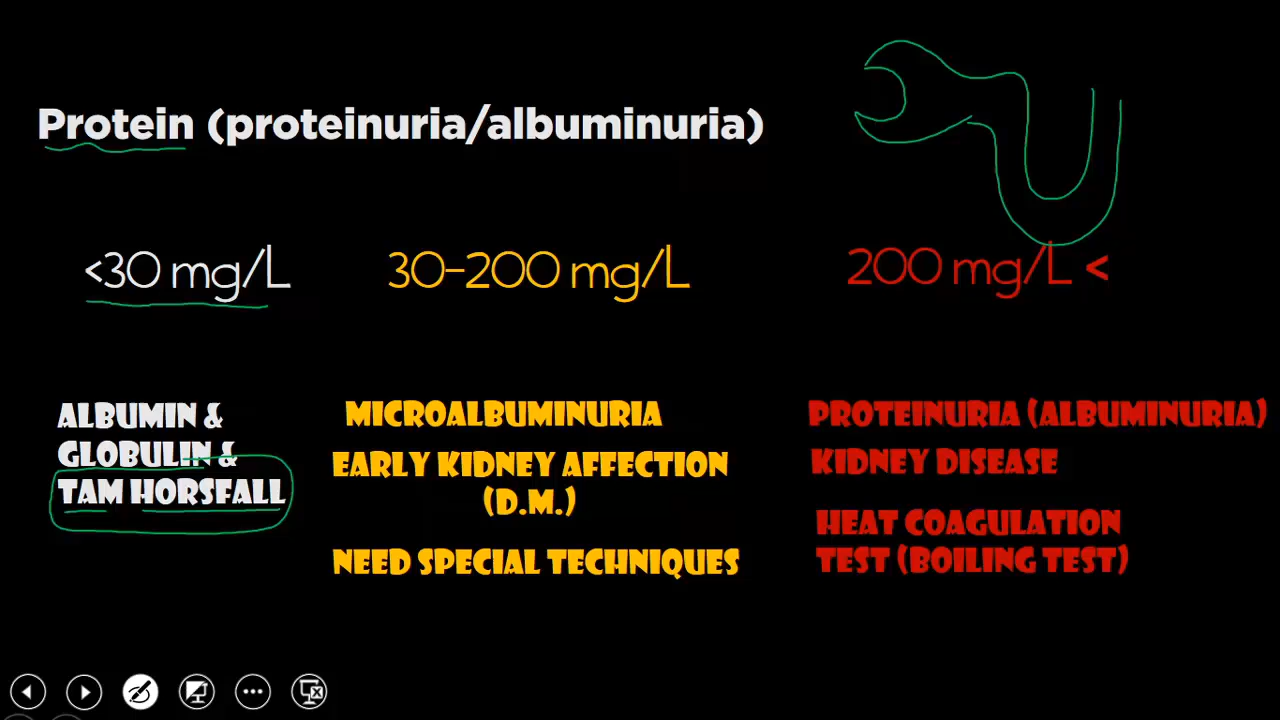 Protein (proteinuria/albuminuria)
<30 mg/L
30-200 mg/L
200 mg/L <
ALBUMIN &
GLOBULIN &
TAM HORSFALL
MICROALBUMINURIA
EARLY KIDNEY AFFECTION
(D.M.)
NEED SPECIAL TECHNIQUES
PROTEINURIA (ALBUMINURIA)
KIDNEY DISEASE
HEAT COAGULATION
TEST (BOILING TEST)